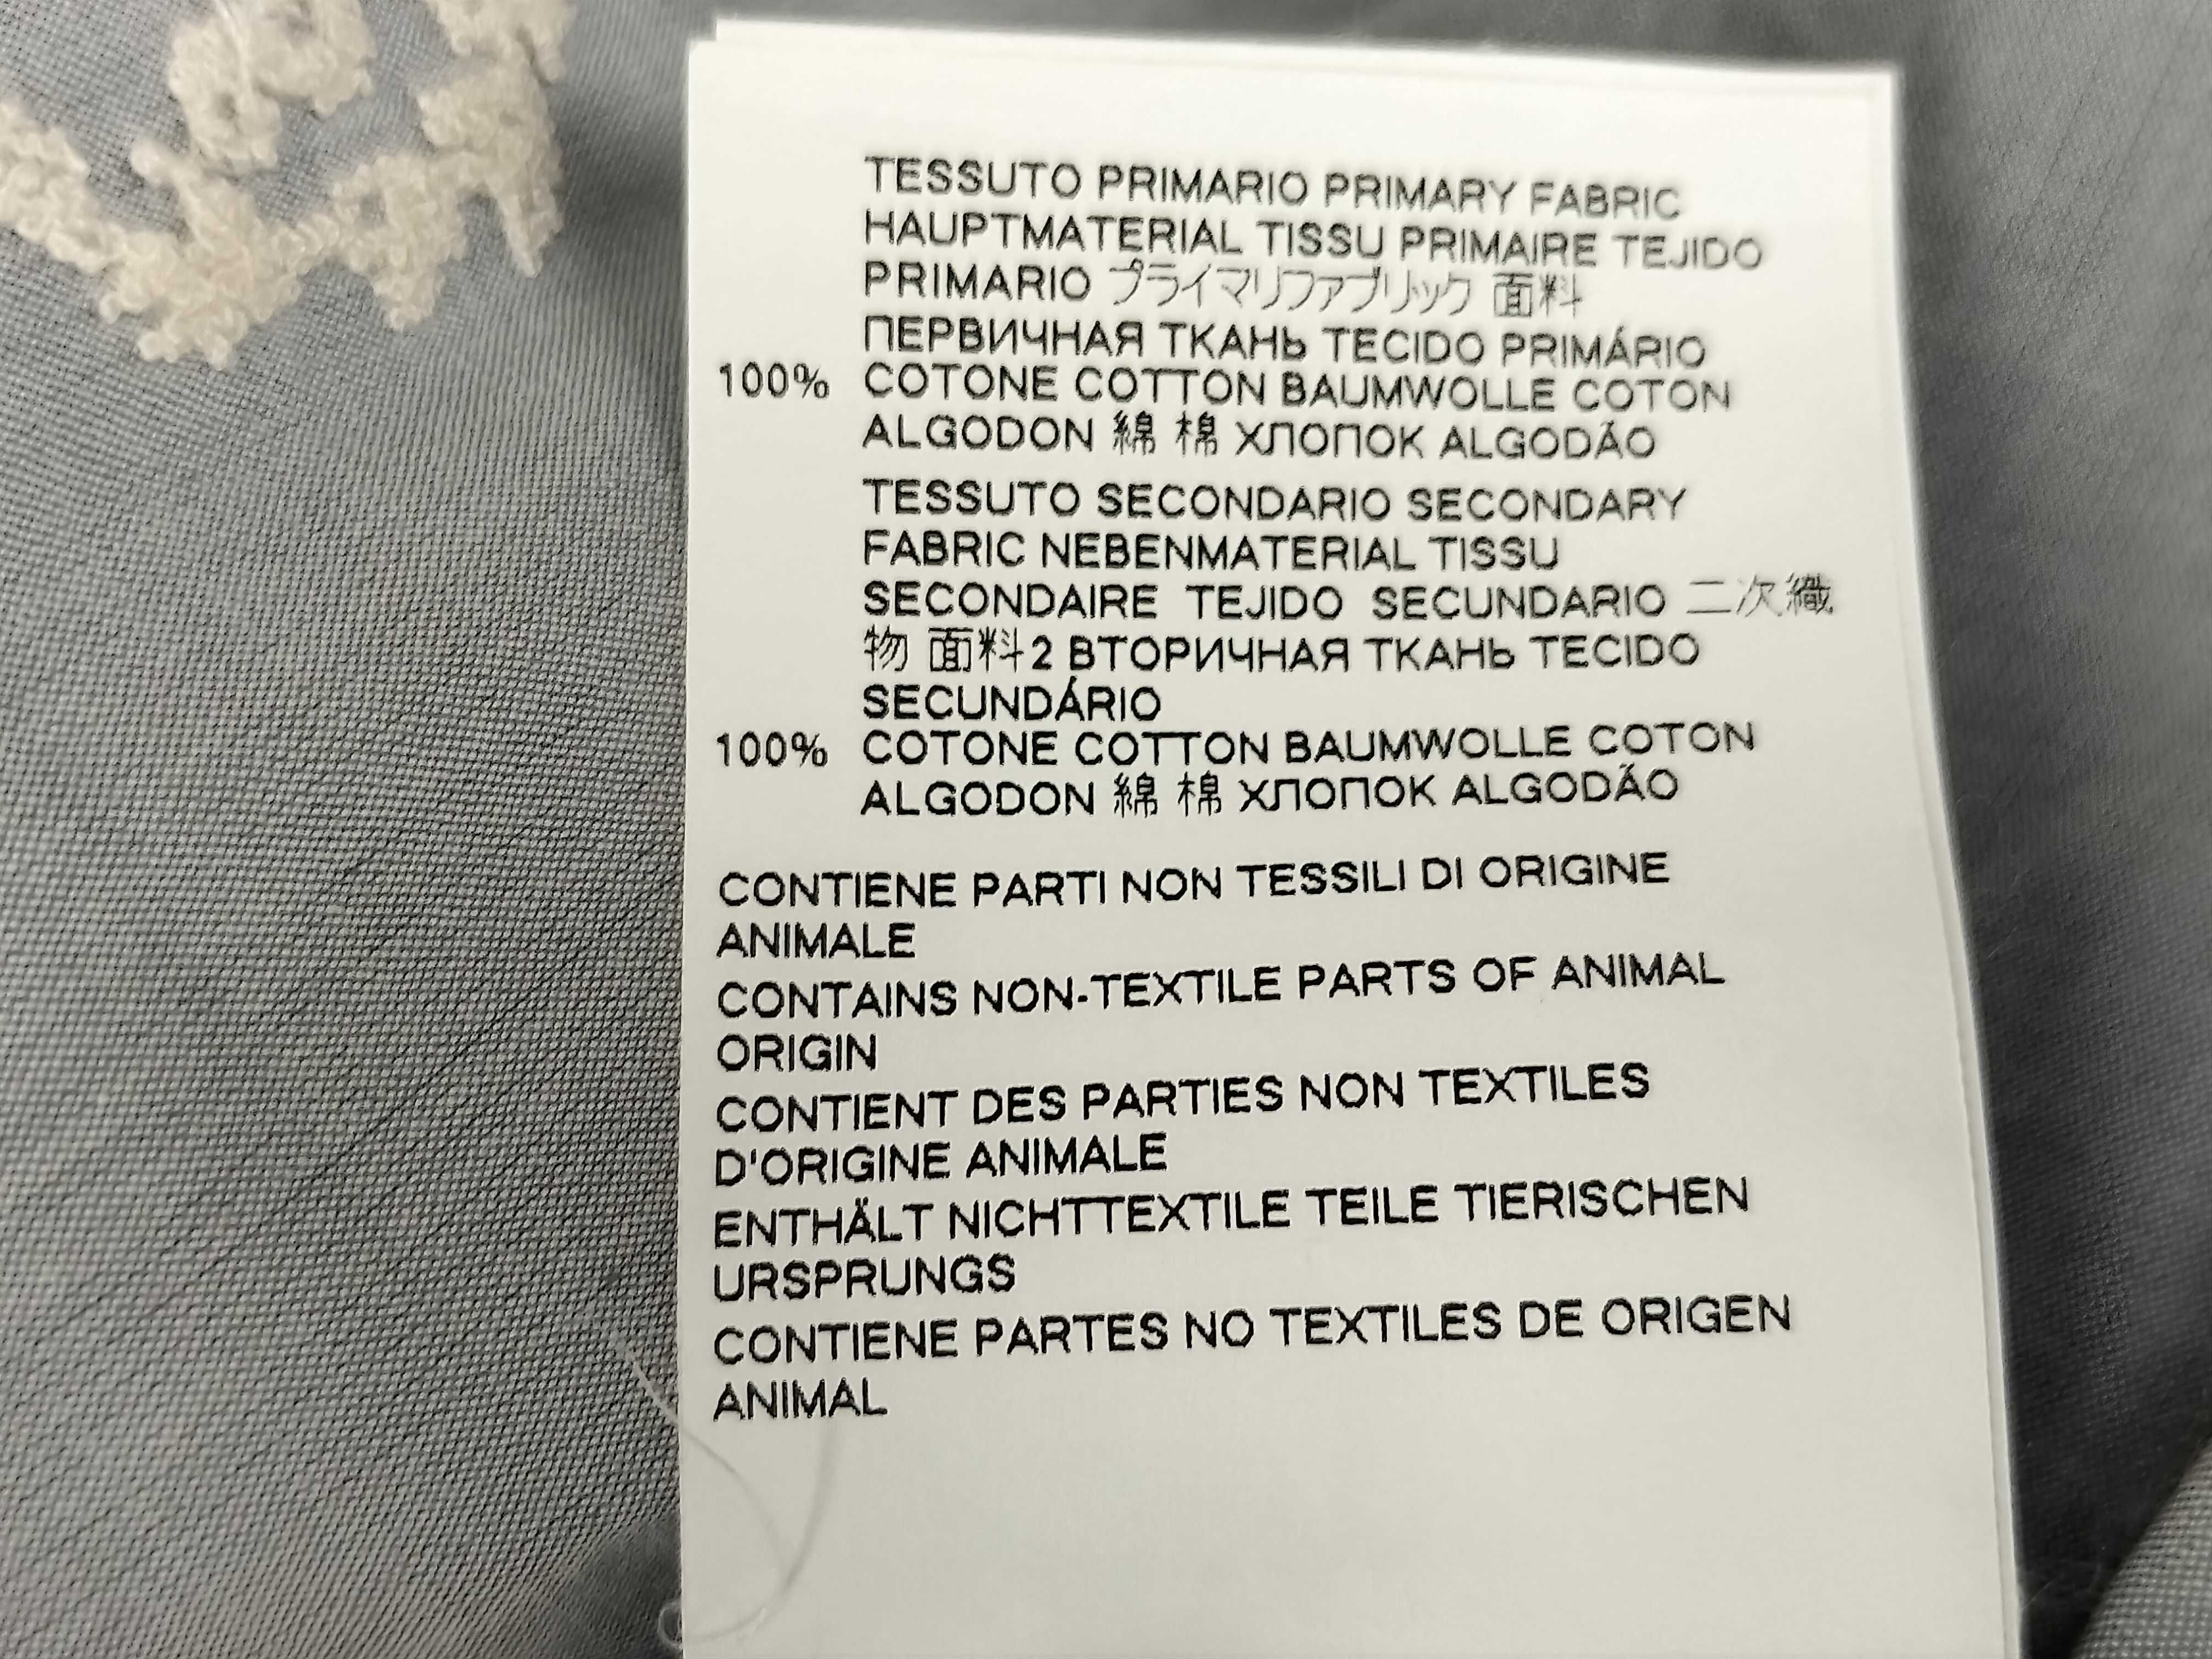 TESSUTO PRIMARIO PRIMARY FABRIC
HAUPTMATERIAL TISSU PRIMAIRE TEJIDO
PRIMARIO プライマリファブリック 面料
ПЕРВИЧНАЯ ТКАНЬ TECIDO PRIMÁRIO
100% COTONE COTTON BAUMWOLLE COTON
ALGODON 綿 棉 ХЛОПОК ALGODÃO
TESSUTO SECONDARIO SECONDARY
FABRIC NEBENMATERIAL TISSU
SECONDAIRE TEJIDO SECUNDARIO 二次織
物 面料2 ВТОРИЧНАЯ ТКАНЬ TECIDO
SECUNDÁRIO
100% COTONE COTTON BAUMWOLLE COTON
ALGODON 綿 棉 ХЛОПОК ALGODÃO
CONTIENE PARTI NON TESSILI DI ORIGINE
ANIMALE
CONTAINS NON-TEXTILE PARTS OF ANIMAL
ORIGIN
CONTIENT DES PARTIES NON TEXTILES
D'ORIGINE ANIMALE
ENTHÄLT NICHTTEXTILE TEILE TIERISCHEN
URSPRUNGS
CONTIENE PARTES NO TEXTILES DE ORIGEN
ANIMAL